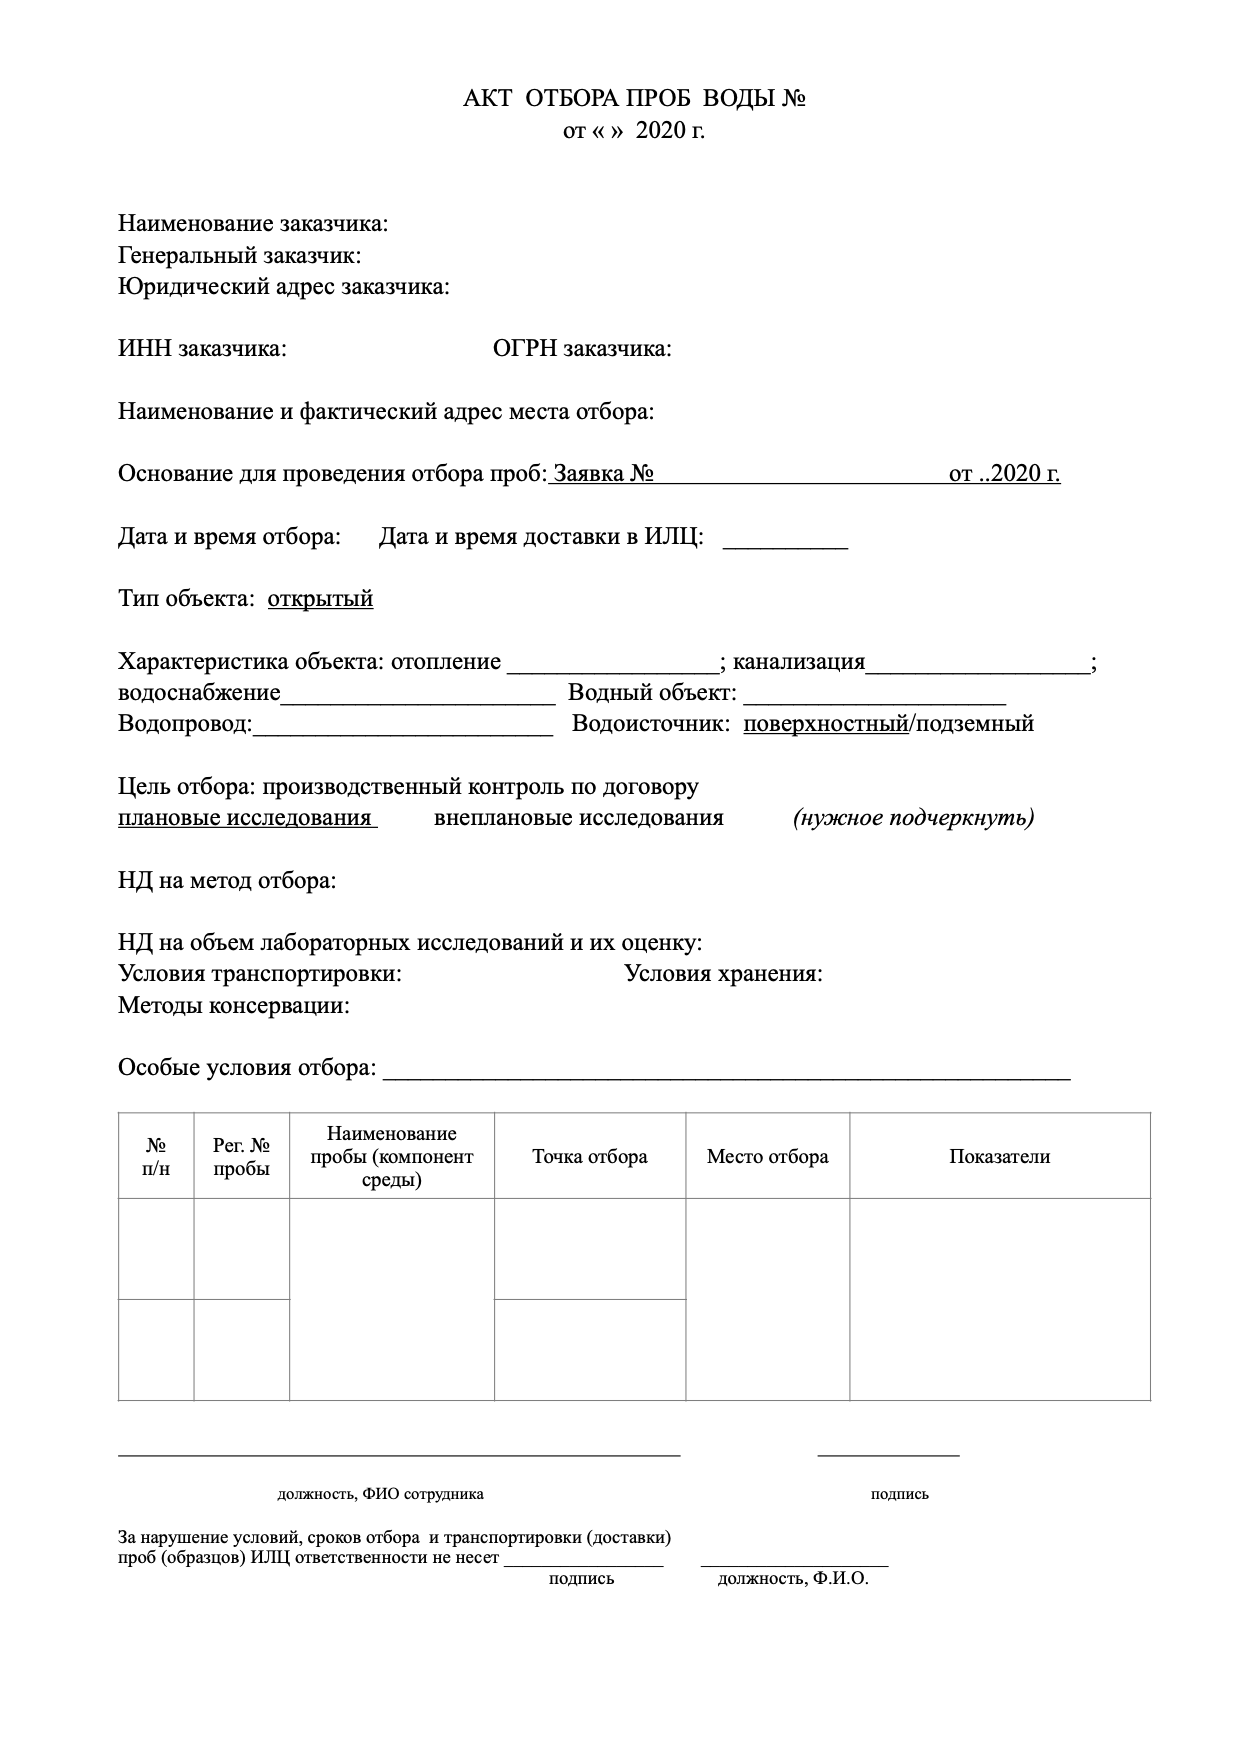 АКТ ОТБОРА ПРОБ ВОДЫ №
от « » 2020 г.
Наименование заказчика:
Генеральный заказчик:
Юридический адрес заказчика:
ИНН заказчика: ОГРН заказчика:
Наименование и фактический адрес места отбора:
Основание для проведения отбора проб: Заявка № от ..2020 г.
Дата и время отбора: Дата и время доставки в ИЛЦ: __________
Тип объекта: открытый
Характеристика объекта: отопление _________________; канализация__________________;
водоснабжение______________________ Водный объект: _____________________
Водопровод:________________________ Водоисточник: поверхностный/подземный
Цель отбора: производственный контроль по договору
плановые исследования внеплановые исследования (нужное подчеркнуть)
НД на метод отбора:
НД на объем лабораторных исследований и их оценку:
Условия транспортировки: Условия хранения:
Методы консервации:
Особые условия отбора: _______________________________________________________
№ п/н
Рег. № пробы
Наименование пробы (компонент среды)
Точка отбора
Место отбора
Показатели
должность, ФИО сотрудника подпись
За нарушение условий, сроков отбора и транспортировки (доставки)
проб (образцов) ИЛЦ ответственности не несет _________________ ____________________
подпись должность, Ф.И.О.